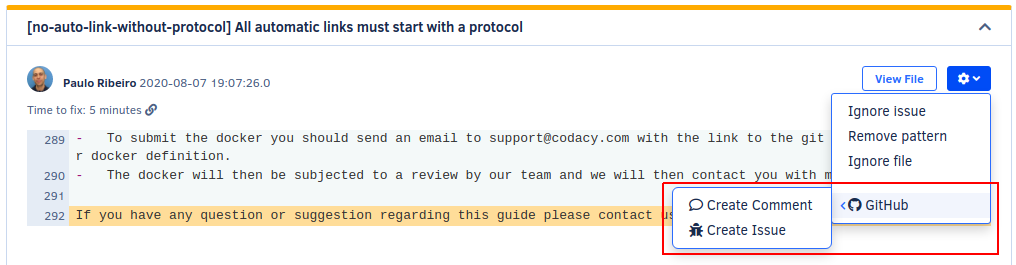 [no-auto-link-without-protocol] All automatic links must start with a protocol
Paulo Ribeiro 2020-08-07 19:07:26.0
View File
Time to fix: 5 minutes
Ignore issue
Remove pattern
Ignore file
GitHub
Create Comment
Create Issue
289 - To submit the docker you should send an email to support@codacy.com with the link to the git
r docker definition.
290 - The docker will then be subjected to a review by our team and we will then contact you with
291
292 If you have any question or suggestion regarding this guide please contact